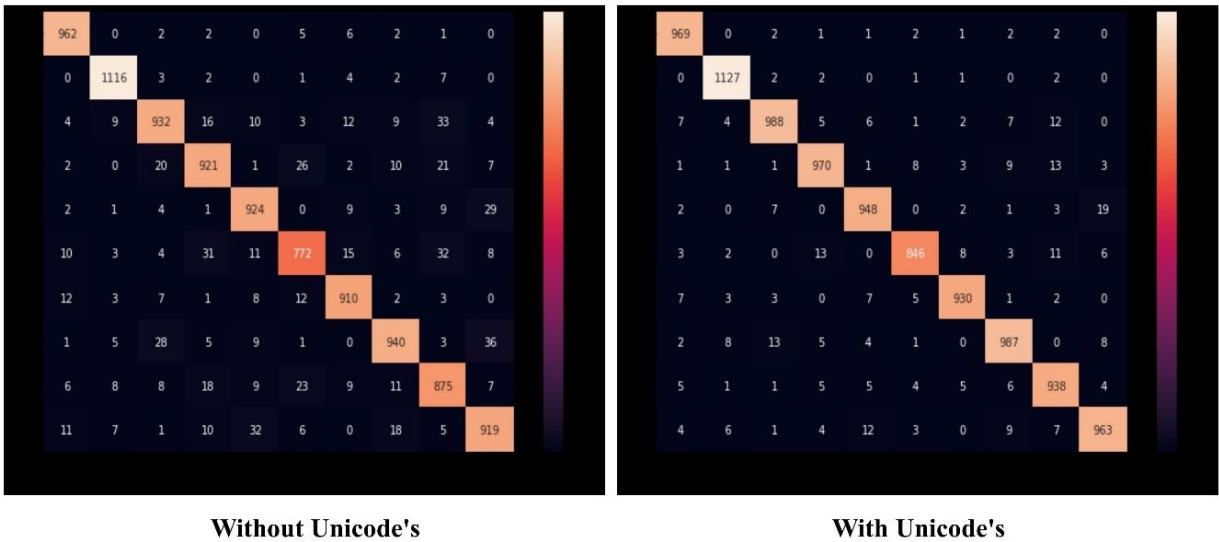 962 0 2 2 0 5 6 2 1 0
0 1116 3 2 0 1 4 2 7 0
4 9 932 16 10 3 12 9 33 4
2 0 20 921 1 26 2 10 21 7
2 1 4 1 924 0 9 3 9 29
10 3 4 31 11 772 15 6 32 8
12 3 7 1 8 12 910 2 3 0
1 5 28 5 9 1 0 940 3 36
6 8 8 18 9 23 9 11 875 7
11 7 1 10 32 6 0 18 5 919
Without Unicode's
969 0 2 1 1 2 1 2 2 0
0 1127 2 2 0 1 1 0 2 0
7 4 988 5 6 1 2 7 12 0
1 1 1 970 1 8 3 9 13 3
2 0 7 0 948 0 2 1 3 19
3 2 0 13 0 846 8 3 11 6
7 3 3 0 7 5 930 1 2 0
2 8 13 5 4 1 0 987 0 8
5 1 1 5 5 4 5 6 938 4
4 6 1 4 12 3 0 9 7 963
With Unicode's